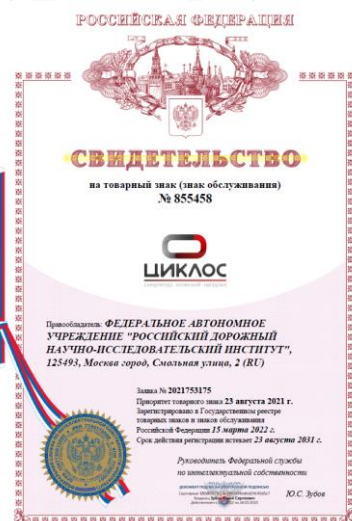 РОССИЙСКАЯ ФЕДЕРАЦИЯ
СВИДЕТЕЛЬСТВО
на товарный знак (знак обслуживания)
№ 855458
ЦИКЛОС
Правообладатель: ФЕДЕРАЛЬНОЕ АВТОНОМНОЕ
УЧРЕЖДЕНИЕ "РОССИЙСКИЙ ДОРОЖНЫЙ
НАУЧНО-ИССЛЕДОВАТЕЛЬСКИЙ ИНСТИТУТ",
125493, Москва город, Смольная улица, 2 (RU)
Заявка № 2021753175
Приоритет товарного знака 23 августа 2021 г.
Зарегистрировано в Государственном реестре
товарных знаков и знаков обслуживания
Российской Федерации 15 марта 2022 г.
Срок действия регистрации истекает 23 августа 2031 г.
Руководитель Федеральной службы
по интеллектуальной собственности
Ю.С. Зубов